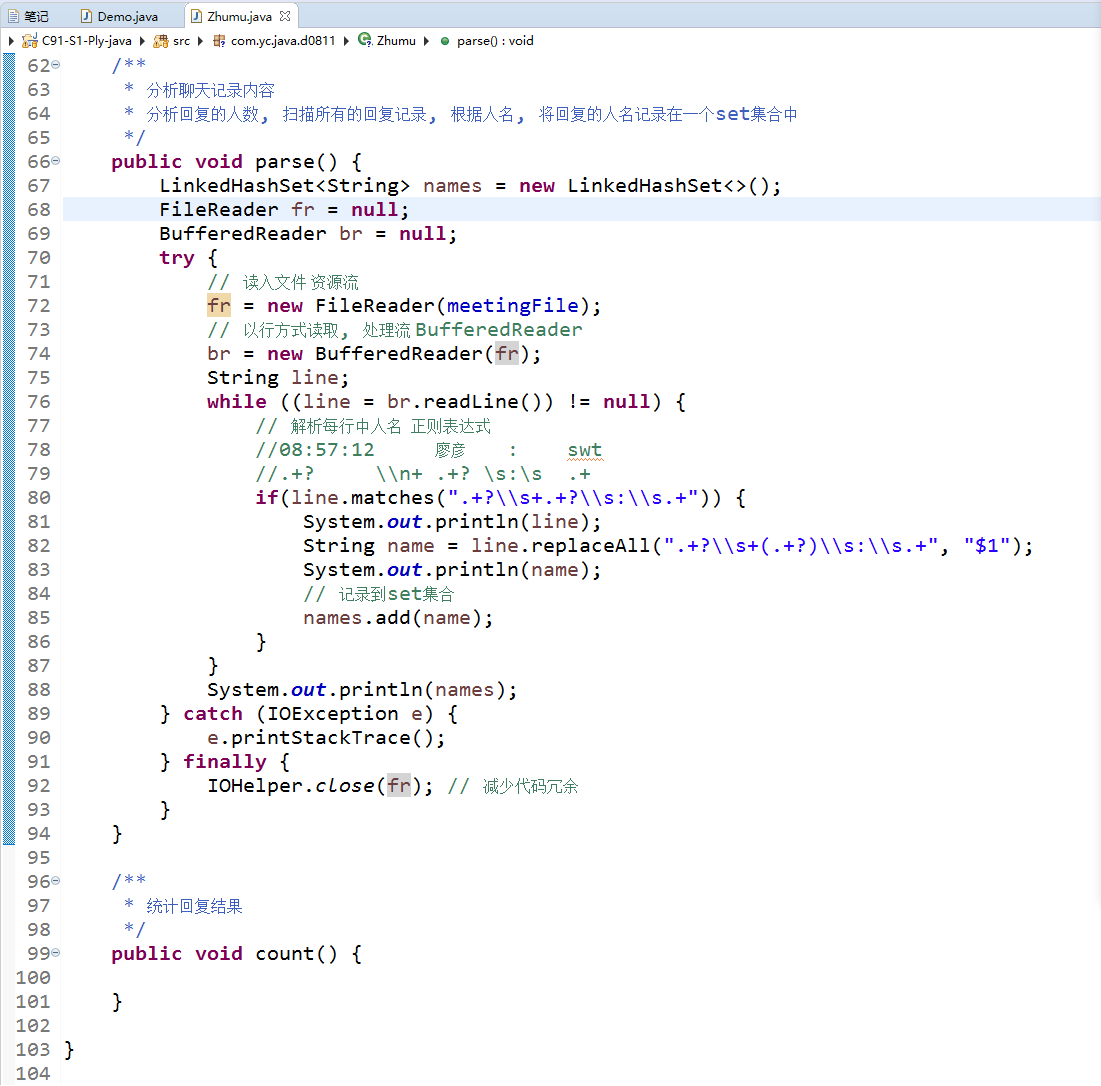 笔记 Demo.java Zhumu.java
C91-S1-Ply-java src com.yc.java.d0811 Zhumu parse() : void
62 /**
63 * 分析聊天记录内容
64 * 分析回复的人数, 扫描所有的回复记录, 根据人名, 将回复的人名记录在一个set集合中
65 */
66 public void parse() {
67 LinkedHashSet<String> names = new LinkedHashSet<>();
68 FileReader fr = null;
69 BufferedReader br = null;
70 try {
71 // 读入文件 资源流
72 fr = new FileReader(meetingFile);
73 // 以行方式读取, 处理流 BufferedReader
74 br = new BufferedReader(fr);
75 String line;
76 while ((line = br.readLine()) != null) {
77 // 解析每行中人名 正则表达式
78 //08:57:12 廖彦 : swt
79 //.+? \\n+ .+? \s:\s .+
80 if(line.matches(".+?\\s+.+?\\s:\\s.+")) {
81 System.out.println(line);
82 String name = line.replaceAll(".+?\\s+(.+?)\\s:\\s.+", "$1");
83 System.out.println(name);
84 // 记录到set集合
85 names.add(name);
86 }
87 }
88 System.out.println(names);
89 } catch (IOException e) {
90 e.printStackTrace();
91 } finally {
92 IOHelper.close(fr); // 减少代码冗余
93 }
94 }
95
96 /**
97 * 统计回复结果
98 */
99 public void count() {
100
101 }
102
103 }
104